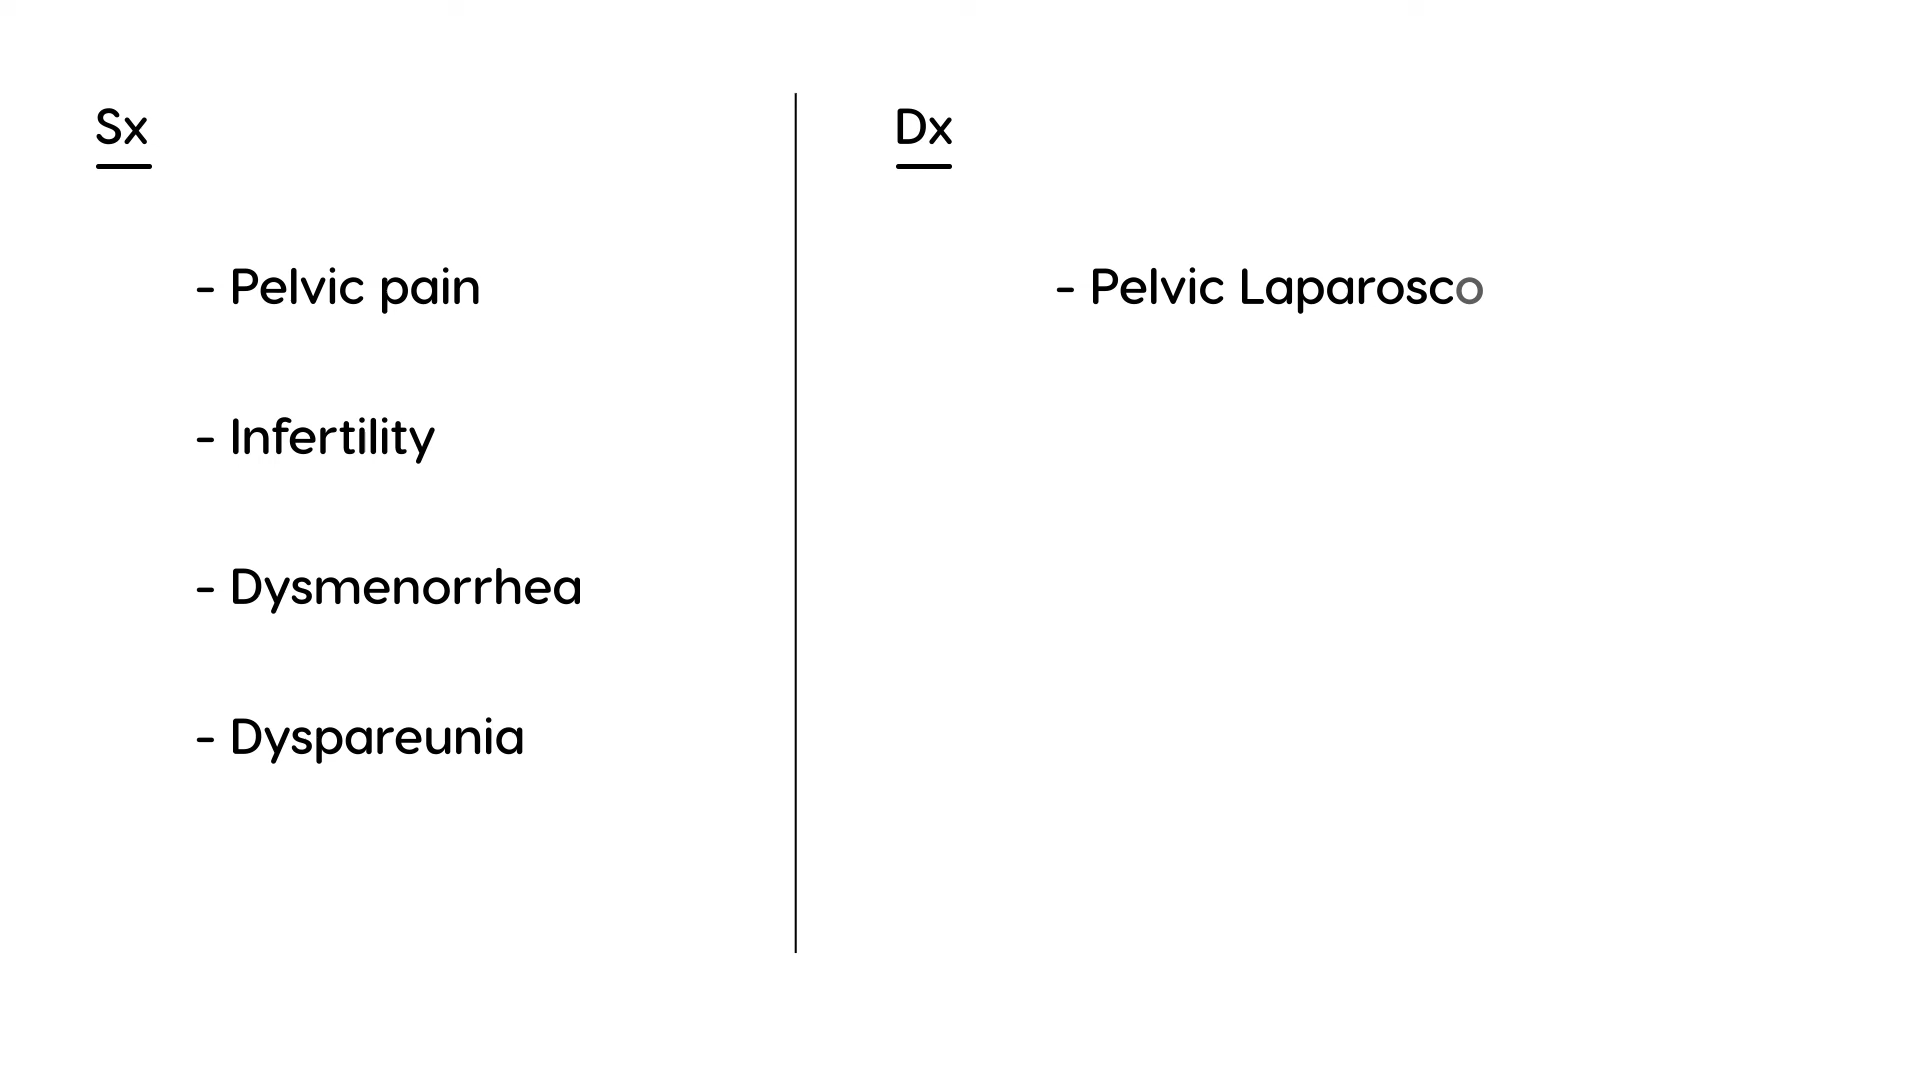 Sx
- Pelvic pain
- Infertility
- Dysmenorrhea
- Dyspareunia
Dx
- Pelvic Laparosco